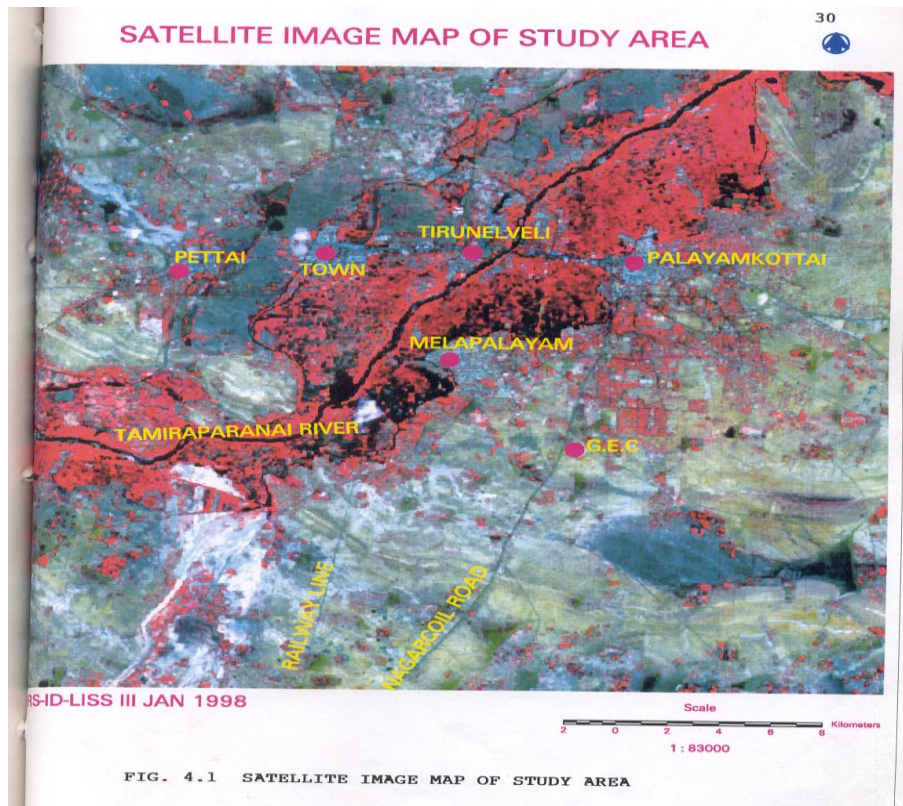 30
SATELLITE IMAGE MAP OF STUDY AREA
TIRUNELVELI
PETTAI
TOWN
PALAYAMKOTTAI
MELAPALAYAM
TAMIRAPARANAI RIVER
G.E.C
RAILWAY LINE
NAGARCOIL ROAD
RS-ID-LISS III JAN 1998
Scale
2 0 2 4 6 8 Kilometers
1 : 83000
FIG. 4.1 SATELLITE IMAGE MAP OF STUDY AREA